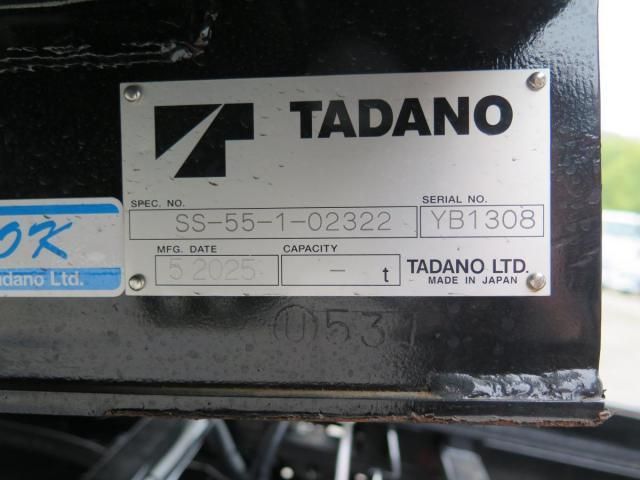 TADANO
SPEC. NO. SERIAL NO.
SS-55-1-02322 YB1308
MFG. DATE CAPACITY
5 2025 - t TADANO LTD.
MADE IN JAPAN
OK
adano Ltd.
Ⓤ531